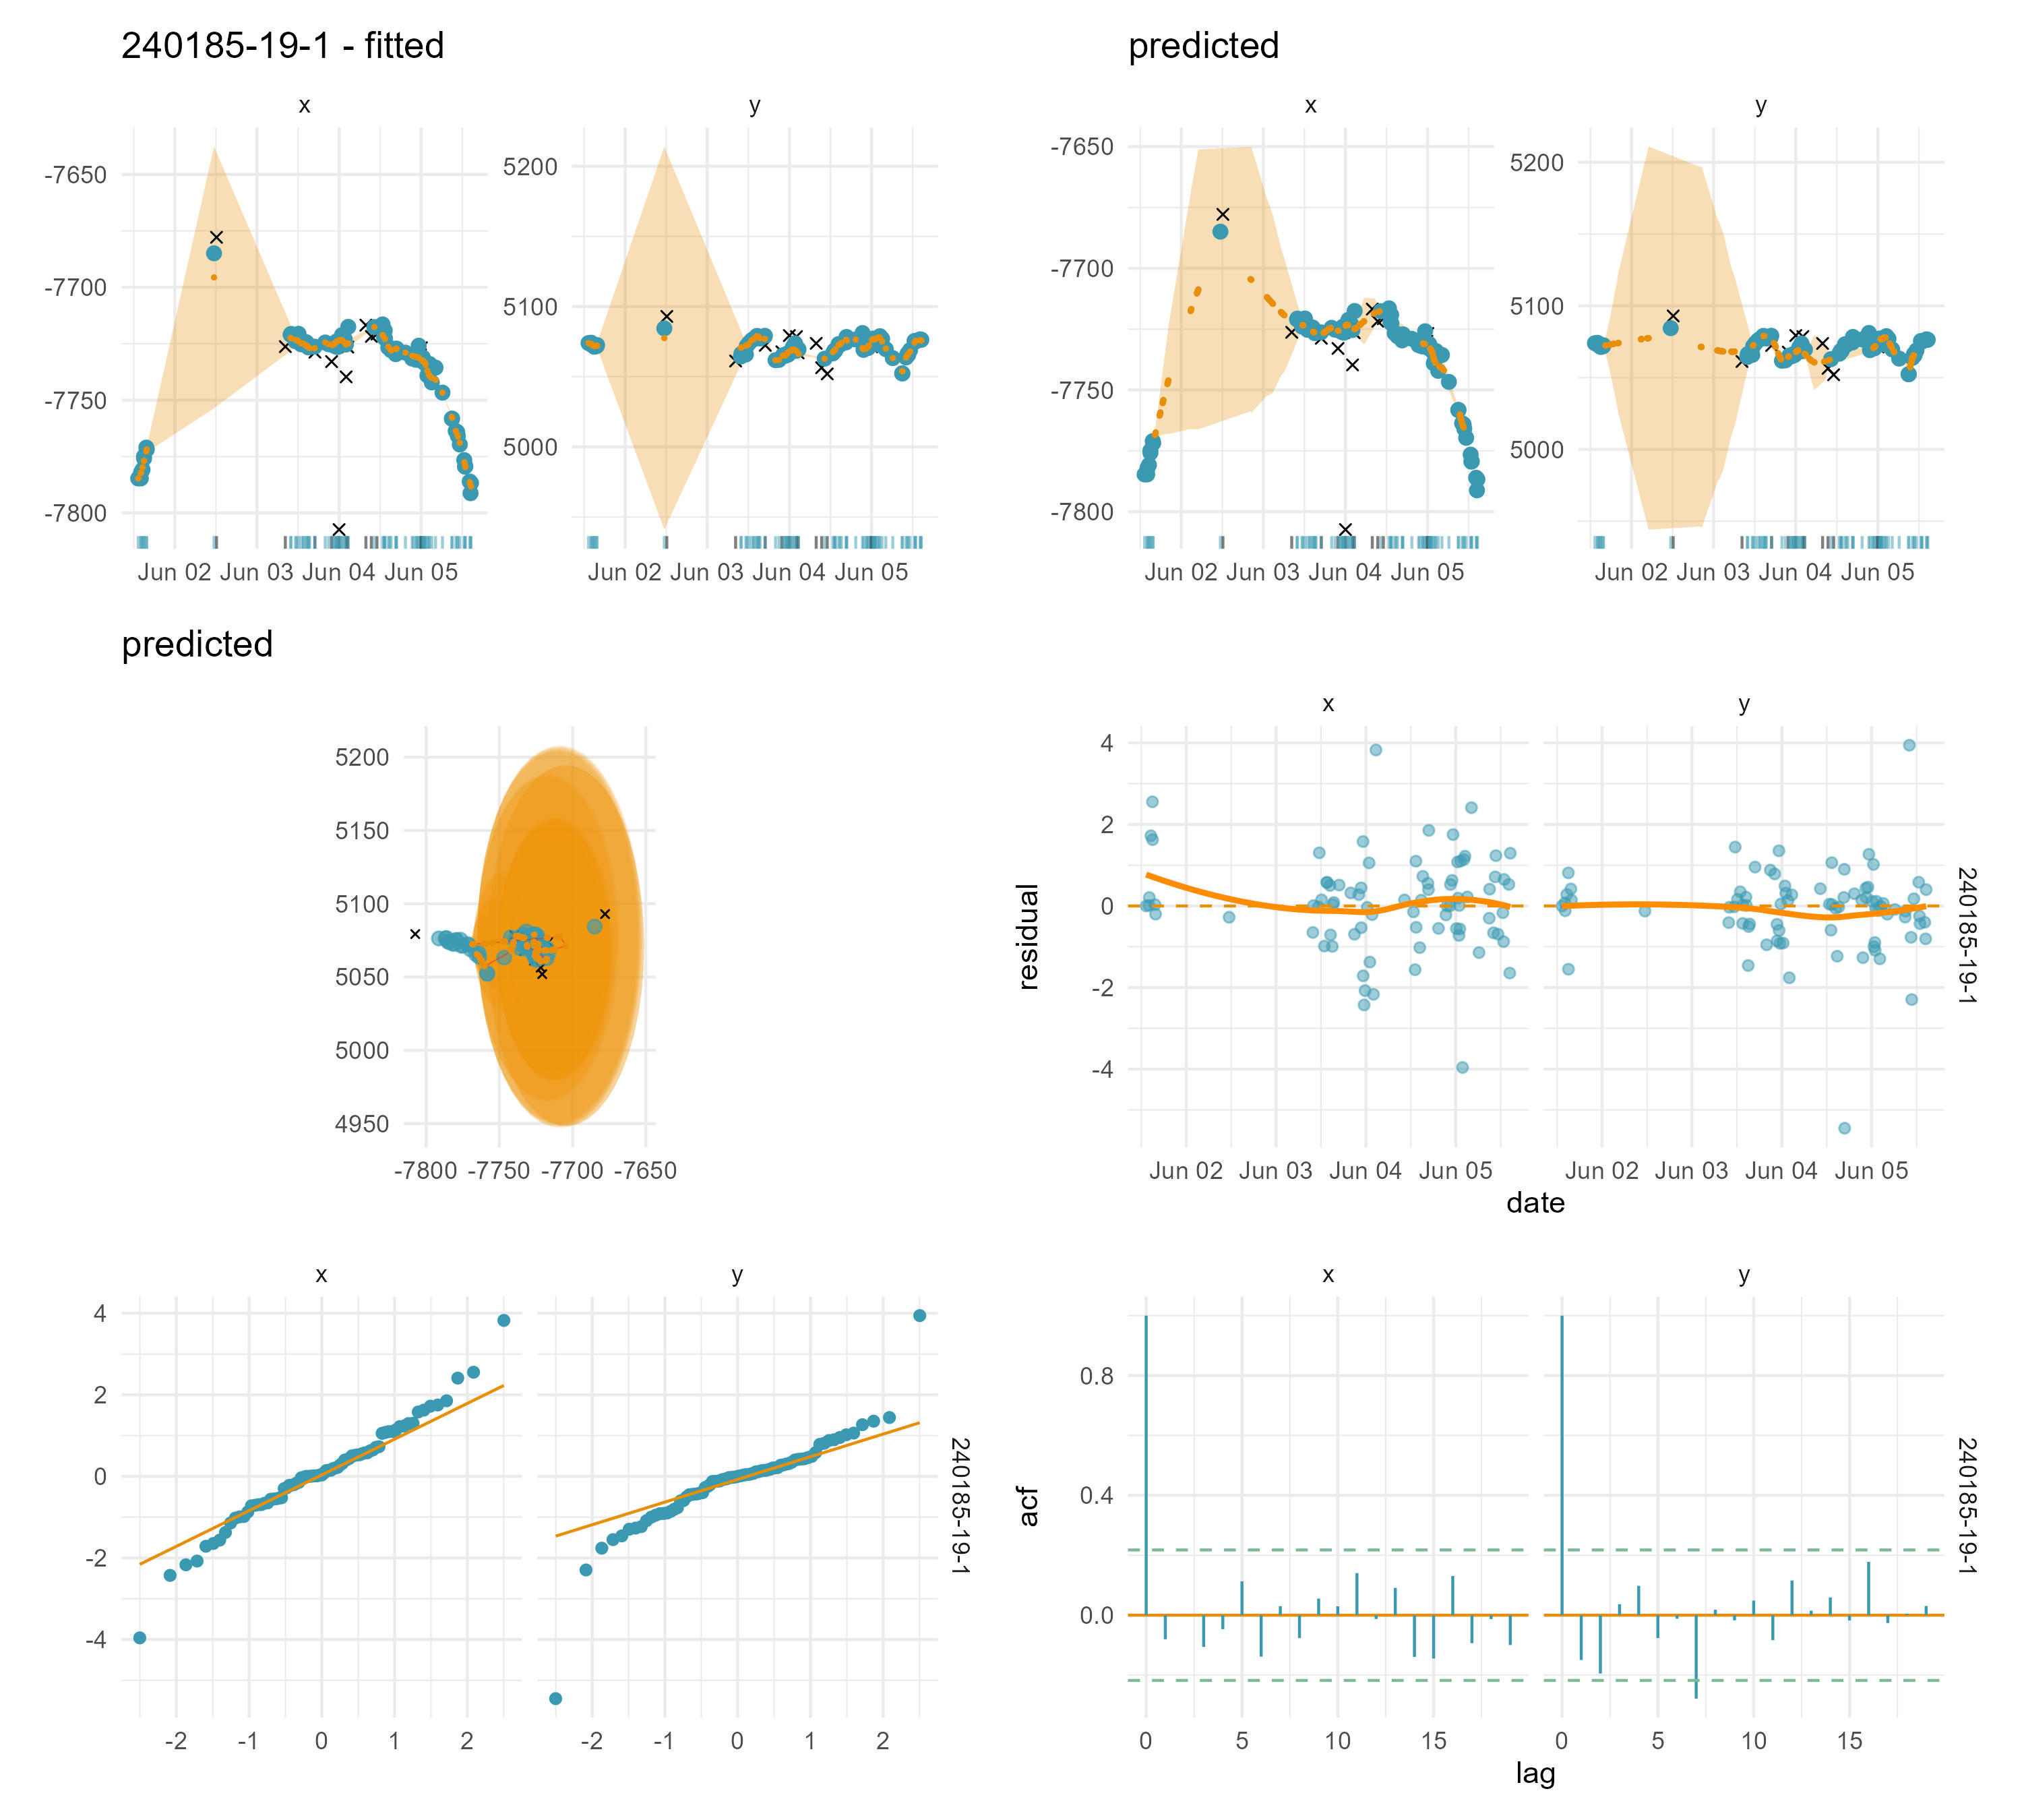 240185-19-1 - fitted
predicted
x
y
x
y
-7650
-7700
-7750
-7800
5200
5100
5000
-7650
-7700
-7750
-7800
5200
5100
5000
Jun 02 Jun 03 Jun 04 Jun 05
Jun 02 Jun 03 Jun 04 Jun 05
Jun 02 Jun 03 Jun 04 Jun 05
Jun 02 Jun 03 Jun 04 Jun 05
predicted
5200
5150
5100
5050
5000
4950
-7800 -7750 -7700 -7650
x
y
residual
4
2
0
-2
-4
240185-19-1
Jun 02 Jun 03 Jun 04 Jun 05
Jun 02 Jun 03 Jun 04 Jun 05
date
x
y
4
2
0
-2
-4
240185-19-1
-2 -1 0 1 2
-2 -1 0 1 2
x
y
acf
0.8
0.4
0.0
240185-19-1
0 5 10 15
0 5 10 15
lag